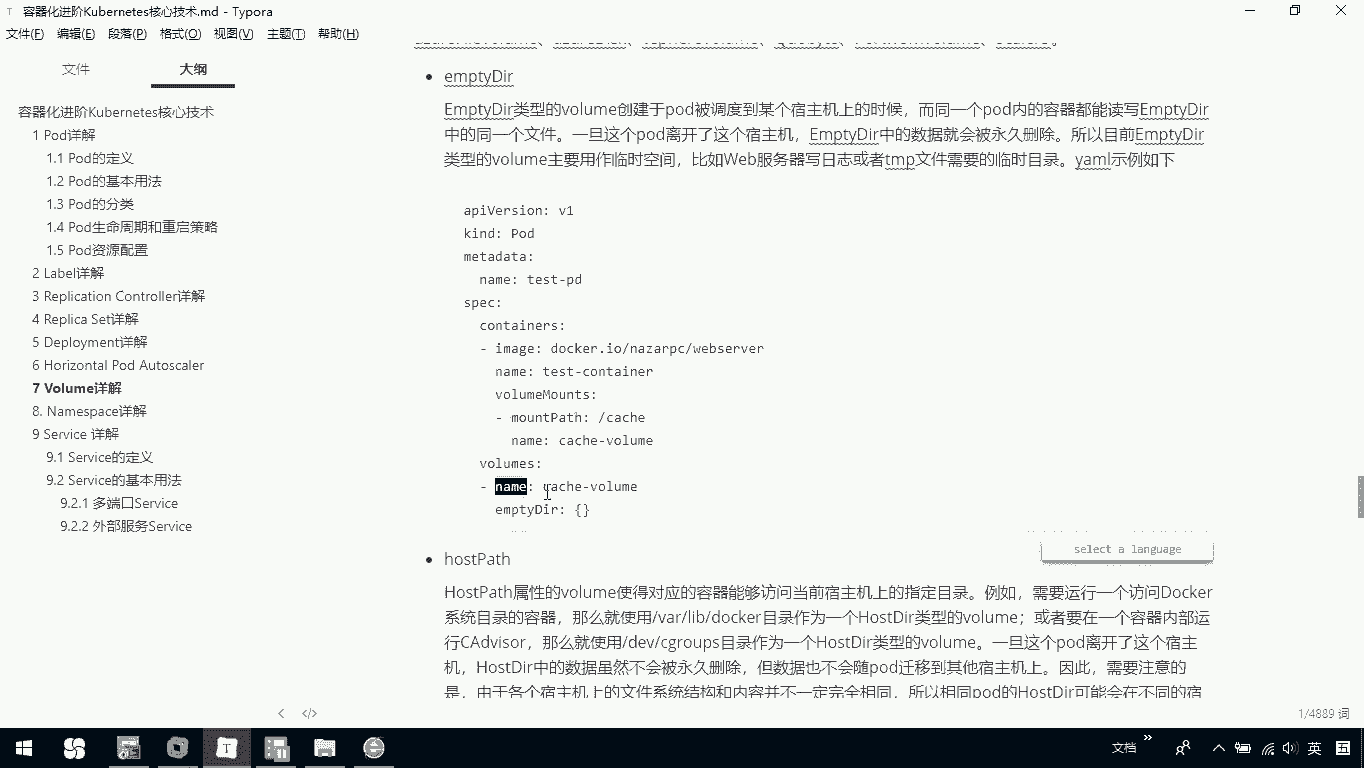 容器化进阶Kubernetes核心技术.md - Typora
文件(F) 编辑(E) 段落(P) 格式(O) 视图(V) 主题(T) 帮助(H)
文件 大纲
容器化进阶Kubernetes核心技术
1 Pod详解
1.1 Pod的定义
1.2 Pod的基本用法
1.3 Pod的分类
1.4 Pod生命周期和重启策略
1.5 Pod资源配置
2 Label详解
3 Replication Controller详解
4 Replica Set详解
5 Deployment详解
6 Horizontal Pod Autoscaler
7 Volume详解
8. Namespace详解
9 Service 详解
9.1 Service的定义
9.2 Service的基本用法
9.2.1 多端口Service
9.2.2 外部服务Service
emptyDir
EmptyDir类型的volume创建于pod被调度到某个宿主机上的时候，而同一个pod内的容器都能读写EmptyDir
中的同一个文件。一旦这个pod离开了这个宿主机，EmptyDir中的数据就会被永久删除。所以目前EmptyDir
类型的volume主要用作临时空间，比如Web服务器写日志或者tmp文件需要的临时目录。yaml示例如下
apiVersion: v1
kind: Pod
metadata:
name: test-pd
spec:
containers:
- image: docker.io/nazarpc/webserver
name: test-container
volumeMounts:
- mountPath: /cache
name: cache-volume
volumes:
- name: cache-volume
emptyDir: {}
select a language
hostPath
HostPath属性的volume使得对应的容器能够访问当前宿主机上的指定目录。例如，需要运行一个访问Docker
系统目录的容器，那么就使用/var/lib/docker目录作为一个HostDir类型的volume；或者要在一个容器内部运
行CAdvisor，那么就使用/dev/cgroups目录作为一个HostDir类型的volume。一旦这个pod离开了这个宿主
机，HostDir中的数据虽然不会被永久删除，但数据也不会随pod迁移到其他宿主机上。因此，需要注意的
是，由于各个宿主机上的文件系统结构和内容并不一定完全相同，所以相同pod的HostDir可能会在不同的宿
1/4889 词
文档 英